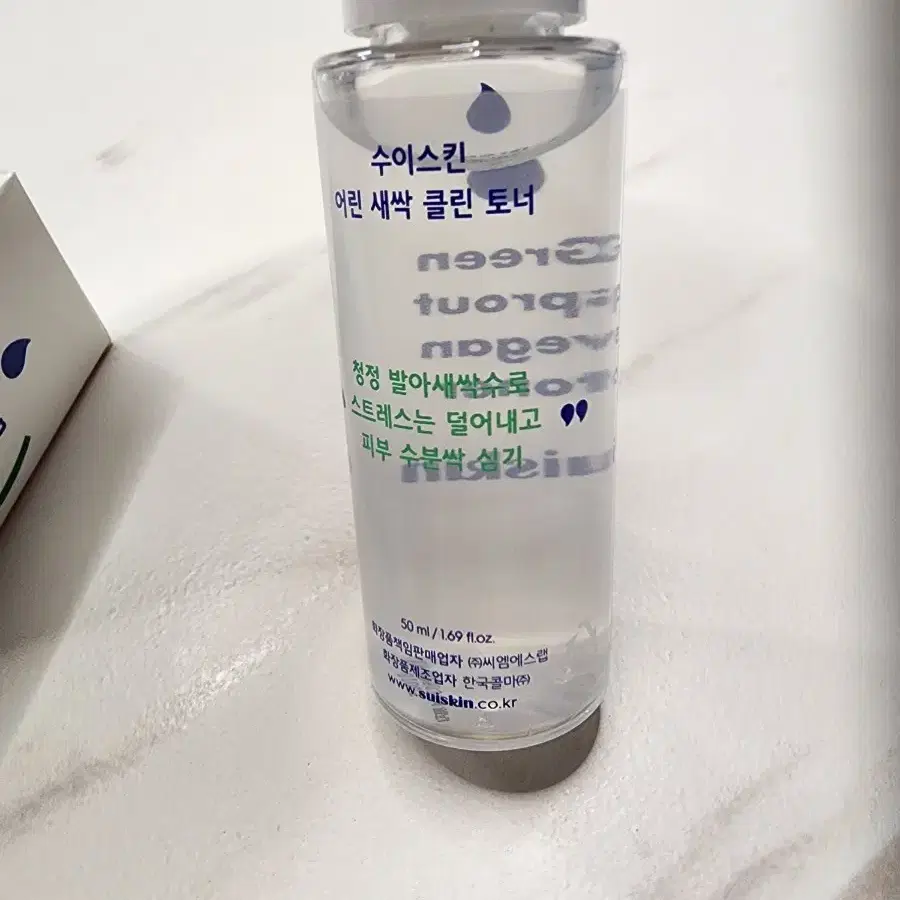 수이스킨
어린 새싹 클린 토너
Green
sprout
vegan
청정 발아새싹수로
스트레스는 덜어내고 ”
피부 수분싹 심기
suiskin
50 ml / 1.69 fl.oz.
화장품책임판매업자 ㈜씨엠에스랩
화장품제조업자 한국콜마㈜
www.suiskin.co.kr